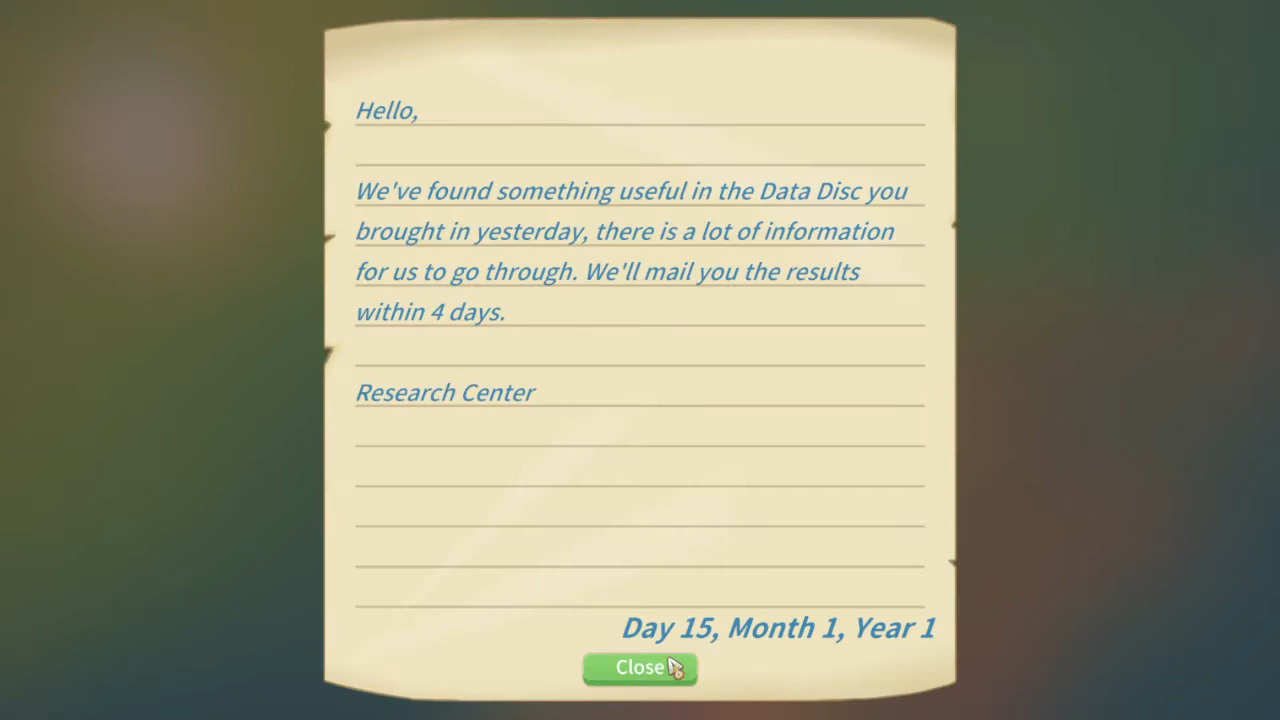 Hello,
We've found something useful in the Data Disc you
brought in yesterday, there is a lot of information
for us to go through. We'll mail you the results
within 4 days.
Research Center
Day 15, Month 1, Year 1
Close